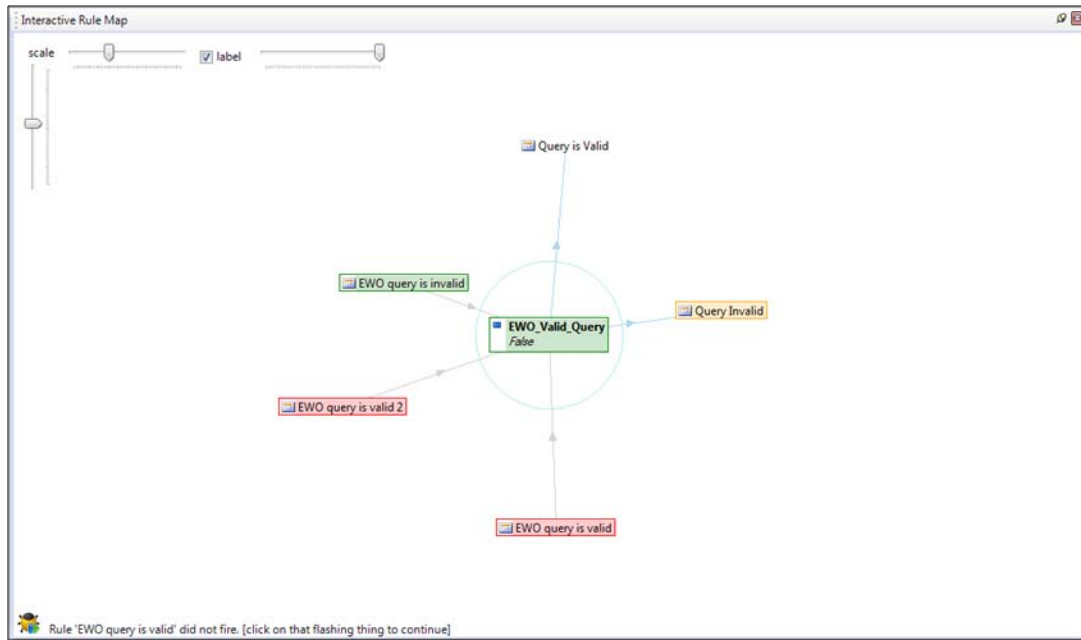 Interactive Rule Map
scale
label
Query is Valid
EWO query is invalid
Query Invalid
EWO_Valid_Query
False
EWO query is valid 2
EWO query is valid
Rule 'EWO query is valid' did not fire. [click on that flashing thing to continue]